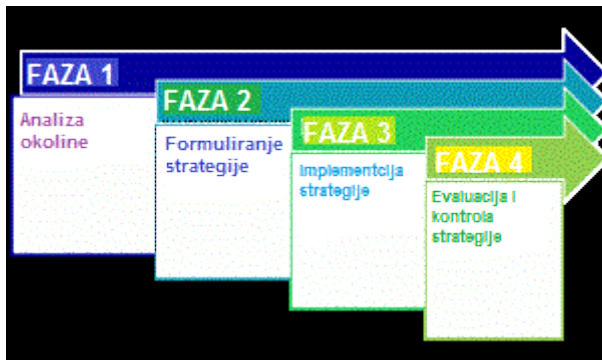 FAZA 1
Analiza
okoline
FAZA 2
Formuliranje
strategije
FAZA 3
Implementcija
strategije
FAZA 4
Evaluacija i
kontrola
strategije